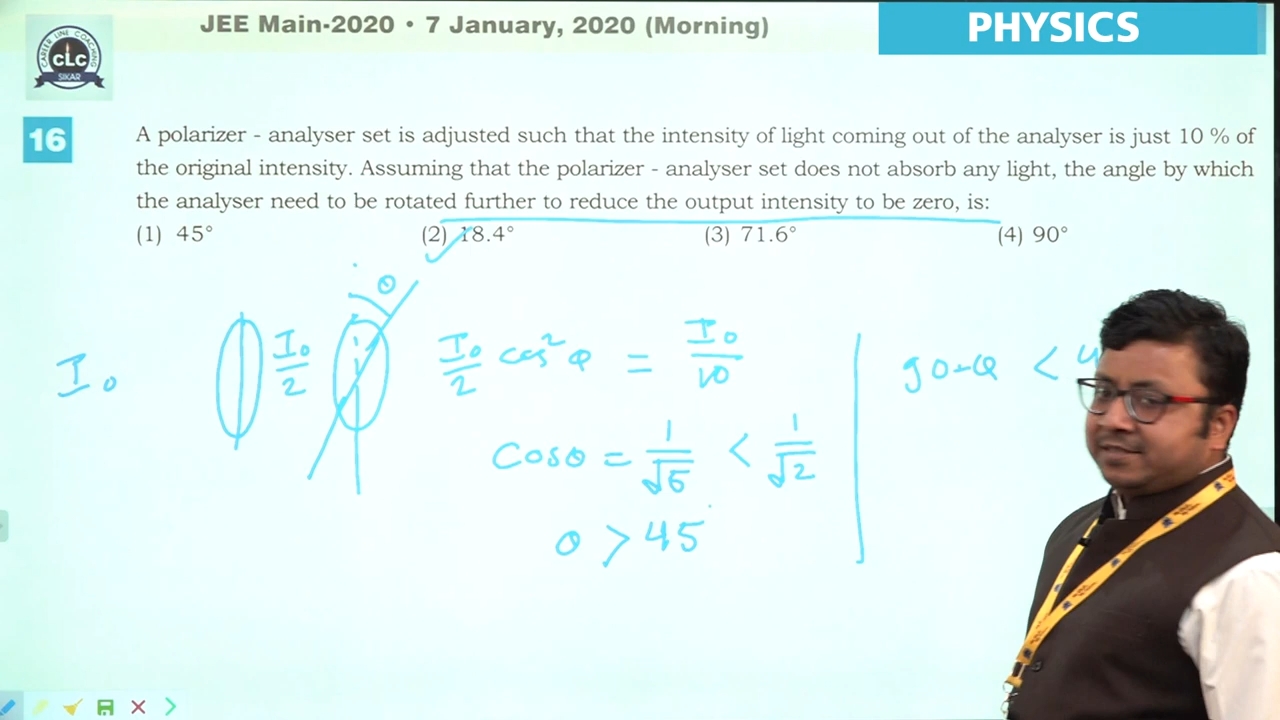 JEE Main-2020 • 7 January, 2020 (Morning)
PHYSICS
CAREER LINE COACHING
CLC
SIKAR
16
A polarizer - analyser set is adjusted such that the intensity of light coming out of the analyser is just 10 % of
the original intensity. Assuming that the polarizer - analyser set does not absorb any light, the angle by which
the analyser need to be rotated further to reduce the output intensity to be zero, is:
(1) 45° (2) 18.4° (3) 71.6° (4) 90°
θ
I₀ I₀/2 I₀/2 cos²θ = I₀/10
90-θ < 4
cosθ = 1/√5 < 1/√2
θ > 45°